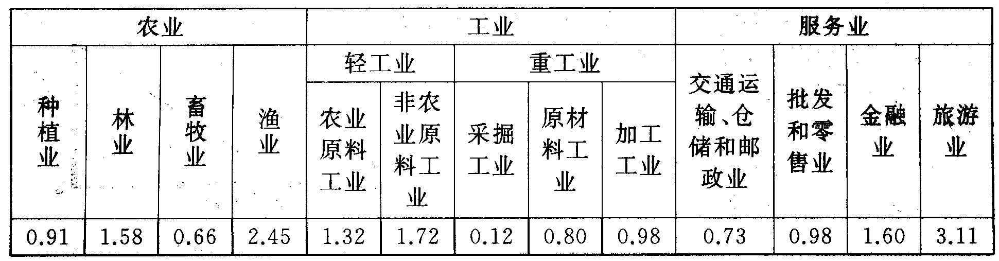 农业 工业 服务业
轻工业 重工业
种植业 林业 畜牧业 渔业 农业原料工业 非农业原料工业 采掘工业 原材料工业 加工工业 交通运输、仓储和邮政业 批发和零售业 金融业 旅游业
0.91 1.58 0.66 2.45 1.32 1.72 0.12 0.80 0.98 0.73 0.98 1.60 3.11